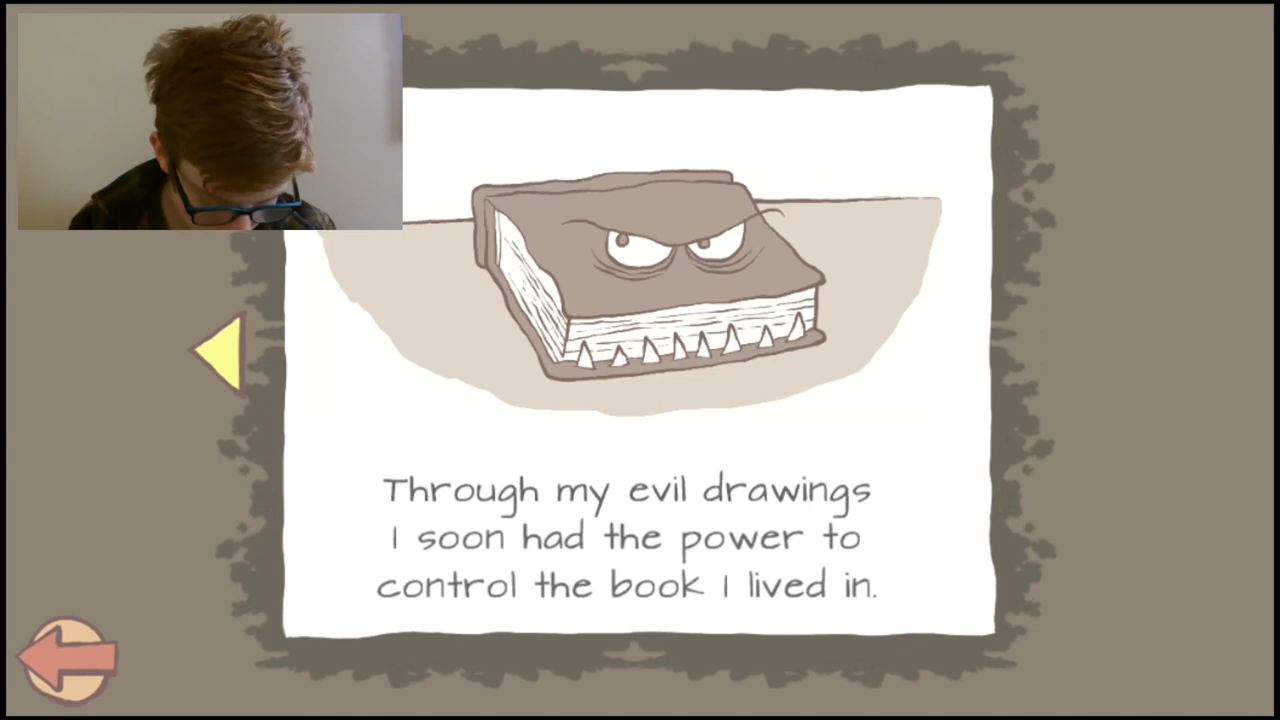 Through my evil drawings
I soon had the power to
control the book I lived in.